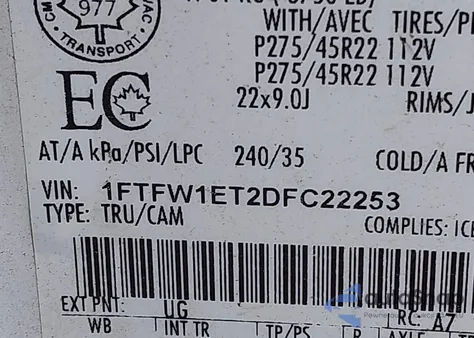 977
TRANSPORT
WITH/AVEC TIRES/P
P275/45R22 112V
P275/45R22 112V
EC
22x9.0J RIMS/J
AT/A kPa/PSI/LPC 240/35 COLD/A FR
VIN: 1FTFW1ET2DFC22253
TYPE: TRU/CAM COMPLIES: ICE
EXT PNT: UG RC: A7
WB INT TR TP/PS R AXLE